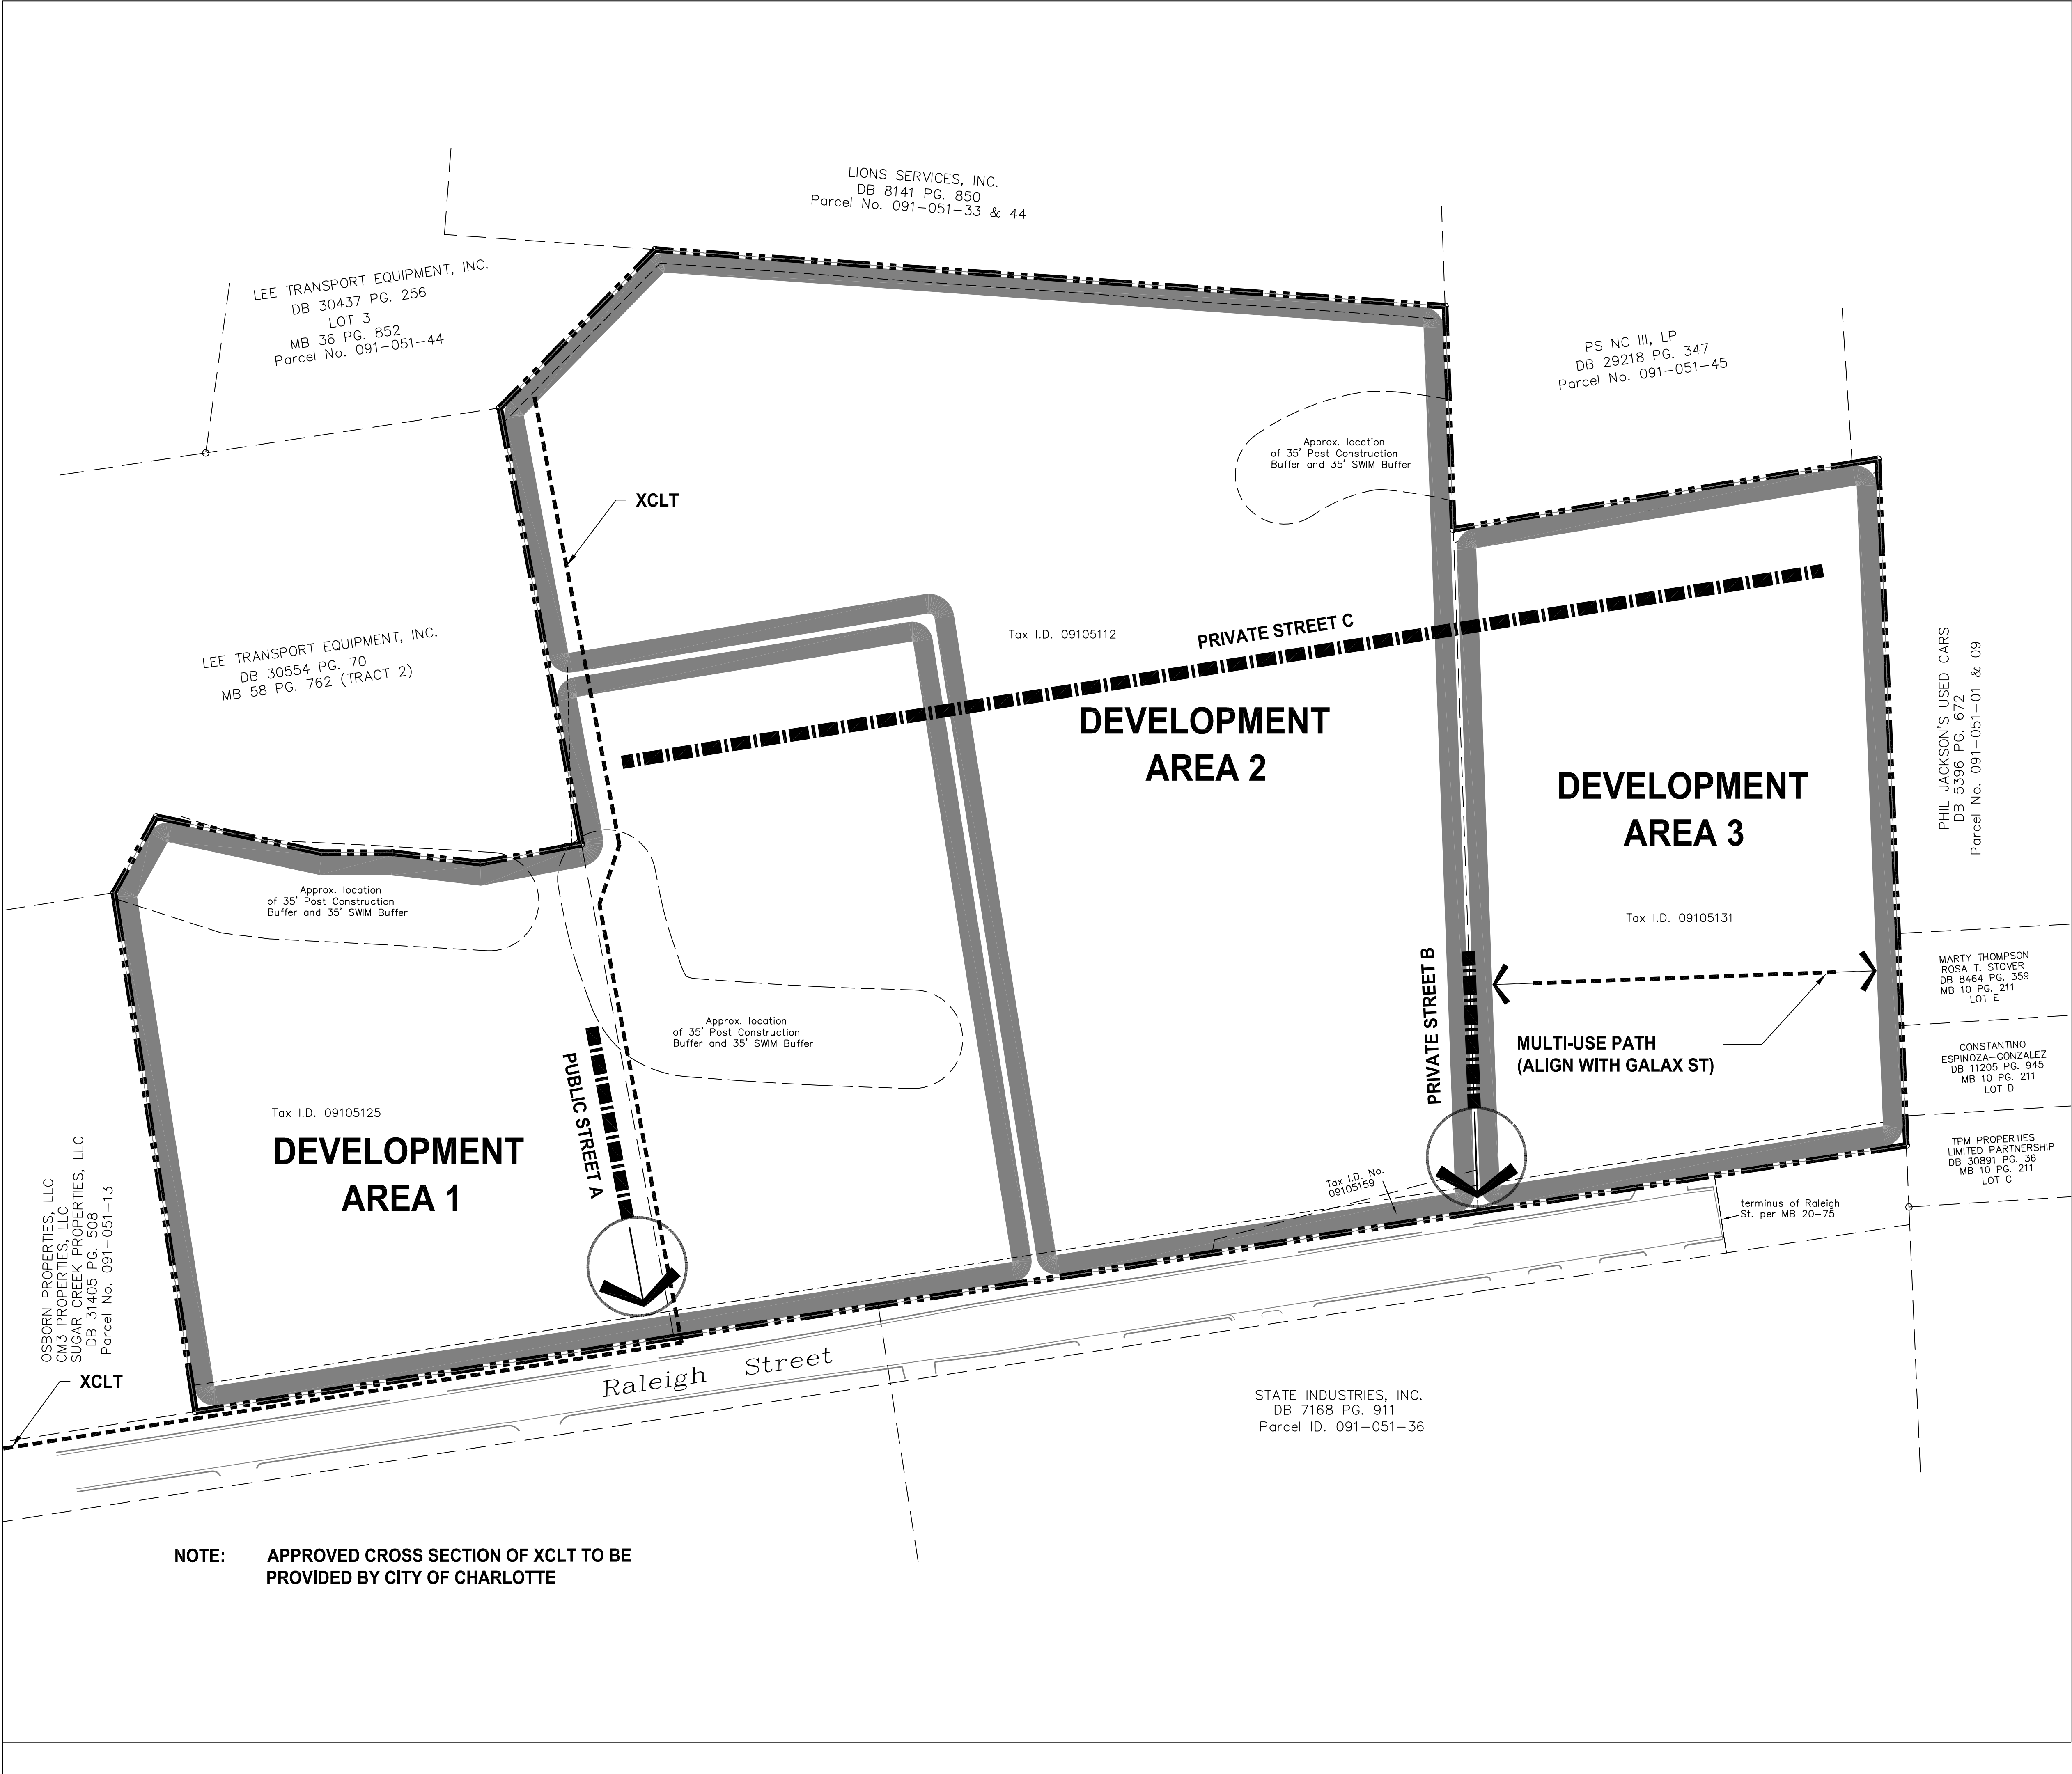 LIONS SERVICES, INC.
DB 8141 PG. 850
Parcel No. 091-051-33 & 44
LEE TRANSPORT EQUIPMENT, INC.
DB 30437 PG. 256
LOT 3
MB 36 PG. 852
Parcel No. 091-051-44
PS NC III, LP
DB 29218 PG. 347
Parcel No. 091-051-45
Approx. location
of 35' Post Construction
Buffer and 35' SWIM Buffer
XCLT
LEE TRANSPORT EQUIPMENT, INC.
DB 30554 PG. 70
MB 58 PG. 762 (TRACT 2)
Tax I.D. 09105112
PRIVATE STREET C
DEVELOPMENT
AREA 2
DEVELOPMENT
AREA 3
Tax I.D. 09105131
PHIL JACKSON'S USED CARS
DB 5396 PG. 672
Parcel No. 091-051-01 & 09
Approx. location
of 35' Post Construction
Buffer and 35' SWIM Buffer
MARTY THOMPSON
ROSA T. STOVER
DB 8464 PG. 359
MB 10 PG. 211
LOT E
Approx. location
of 35' Post Construction
Buffer and 35' SWIM Buffer
PRIVATE STREET B
MULTI-USE PATH
(ALIGN WITH GALAX ST)
CONSTANTINO
ESPINOZA-GONZALEZ
DB 11205 PG. 945
MB 10 PG. 211
LOT D
PUBLIC STREET A
Tax I.D. 09105125
DEVELOPMENT
AREA 1
TPM PROPERTIES
LIMITED PARTNERSHIP
DB 30891 PG. 36
MB 10 PG. 211
LOT C
Tax I.D. No.
09105159
terminus of Raleigh
St. per MB 20-75
OSBORN PROPERTIES, LLC
CM3 PROPERTIES, LLC
SUGAR CREEK PROPERTIES, LLC
DB 31405 PG. 508
Parcel No. 091-051-13
XCLT
Raleigh Street
STATE INDUSTRIES, INC.
DB 7168 PG. 911
Parcel ID. 091-051-36
NOTE: APPROVED CROSS SECTION OF XCLT TO BE
PROVIDED BY CITY OF CHARLOTTE